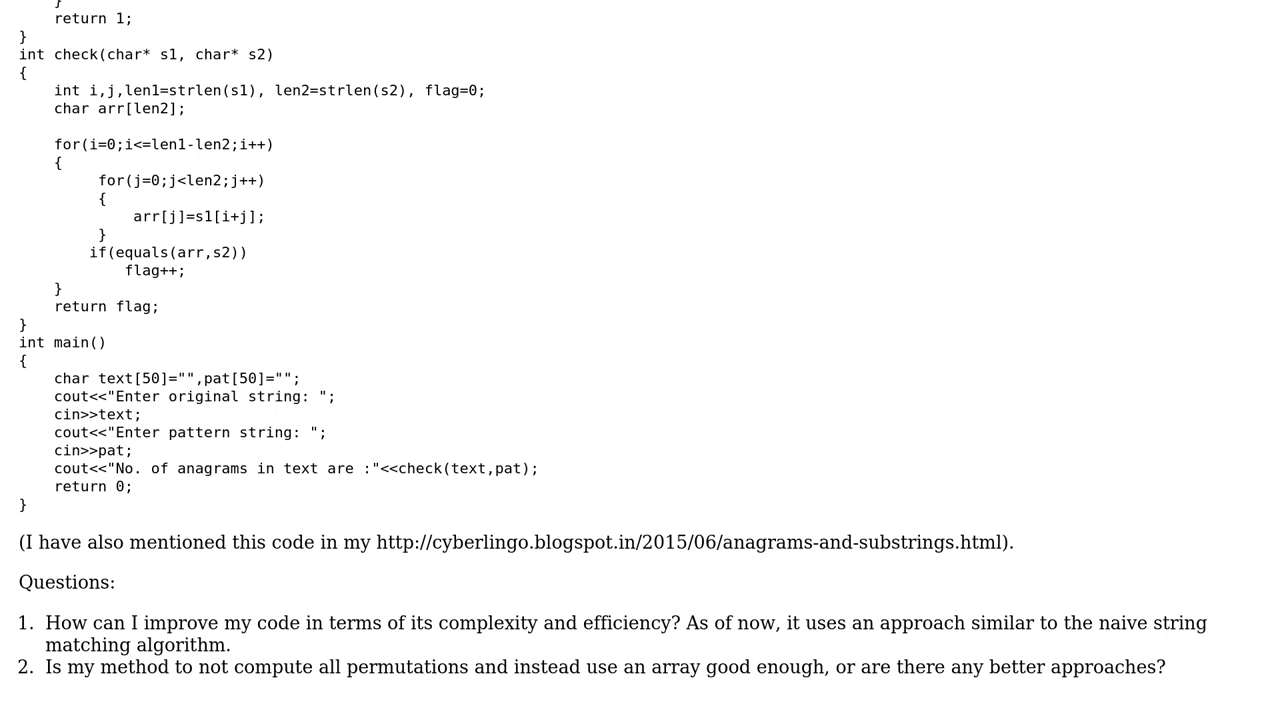 }
return 1;
}
int check(char* s1, char* s2)
{
int i,j,len1=strlen(s1), len2=strlen(s2), flag=0;
char arr[len2];
for(i=0;i<=len1-len2;i++)
{
for(j=0;j<len2;j++)
{
arr[j]=s1[i+j];
}
if(equals(arr,s2))
flag++;
}
return flag;
}
int main()
{
char text[50]="",pat[50]="";
cout<<"Enter original string: ";
cin>>text;
cout<<"Enter pattern string: ";
cin>>pat;
cout<<"No. of anagrams in text are :"<<check(text,pat);
return 0;
}
(I have also mentioned this code in my http://cyberlingo.blogspot.in/2015/06/anagrams-and-substrings.html).
Questions:
1. How can I improve my code in terms of its complexity and efficiency? As of now, it uses an approach similar to the naive string
matching algorithm.
2. Is my method to not compute all permutations and instead use an array good enough, or are there any better approaches?